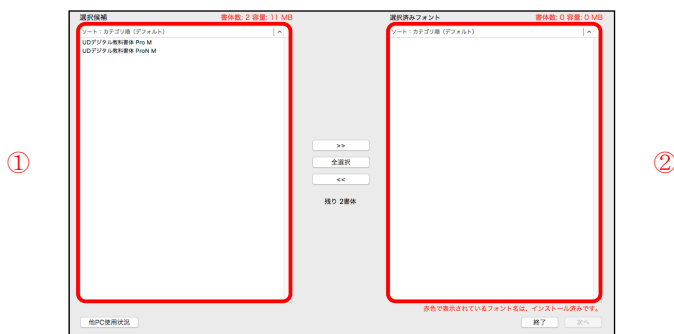 選択候補
書体数: 2 容量: 11 MB
ソート：カテゴリ順（デフォルト）
UDデジタル教科書体 Pro M
UDデジタル教科書体 ProN M
①
>>
全選択
<<
残り 2書体
選択済みフォント
書体数: 0 容量: 0 MB
ソート：カテゴリ順（デフォルト）
②
赤色で表示されているフォント名は、インストール済みです。
他PC使用状況
終了
次へ